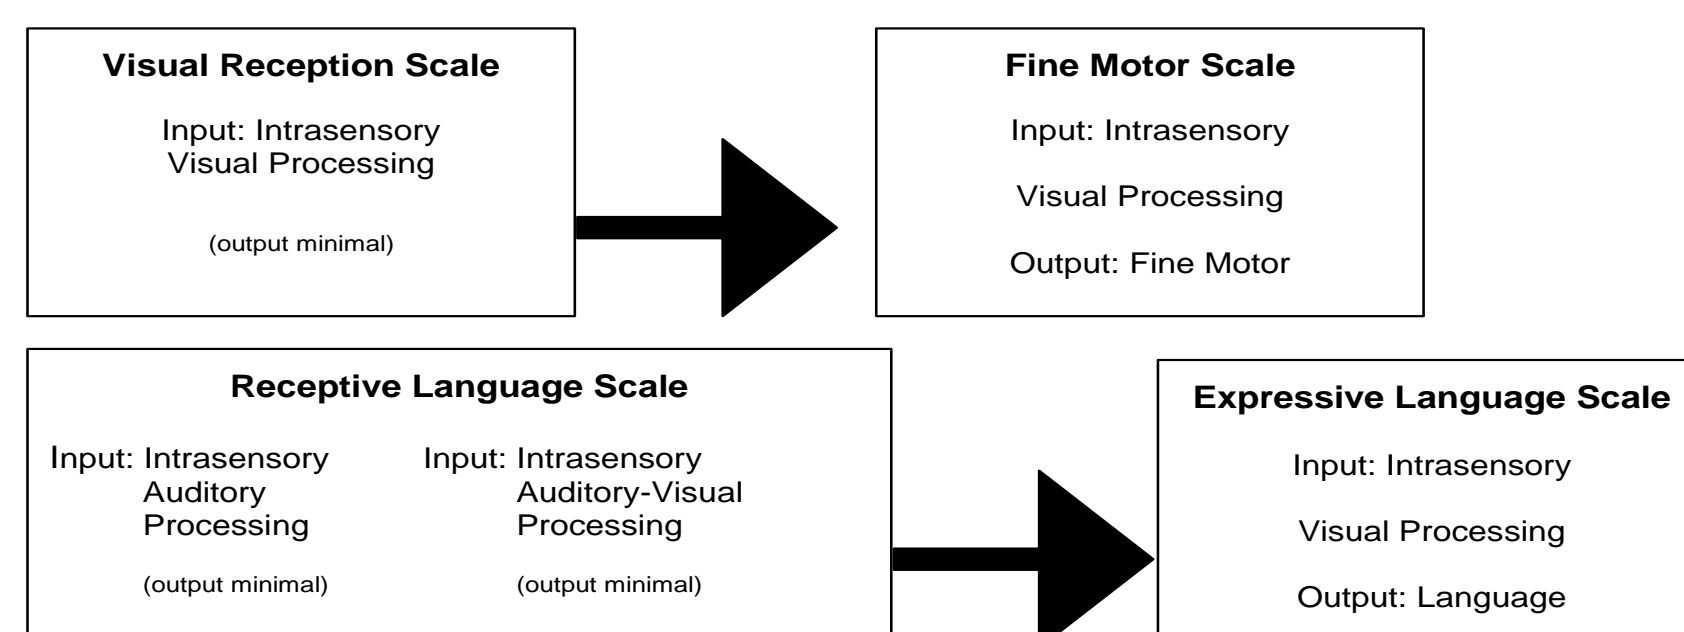 Visual Reception Scale
Input: Intrasensory
Visual Processing
(output minimal)
Fine Motor Scale
Input: Intrasensory
Visual Processing
Output: Fine Motor
Receptive Language Scale
Input: Intrasensory
Auditory
Processing
(output minimal)
Input: Intrasensory
Auditory-Visual
Processing
(output minimal)
Expressive Language Scale
Input: Intrasensory
Visual Processing
Output: Language